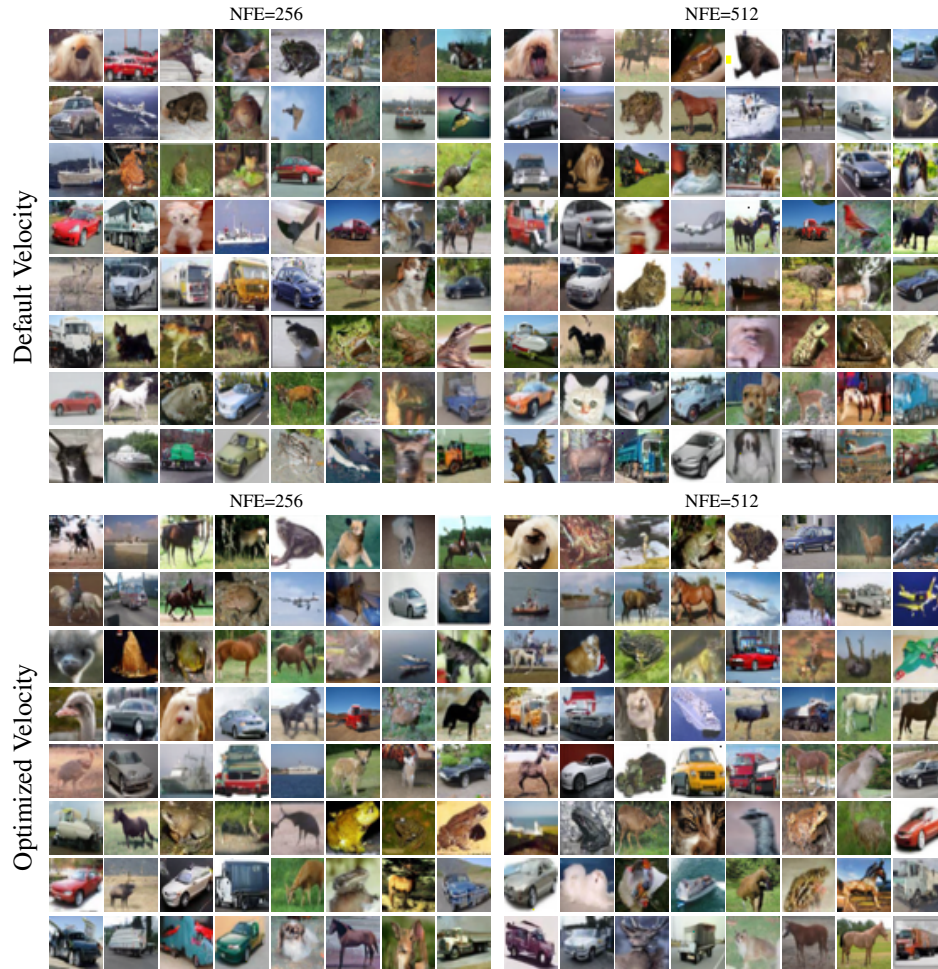 NFE=256
NFE=512
Default Velocity
NFE=256
NFE=512
Optimized Velocity